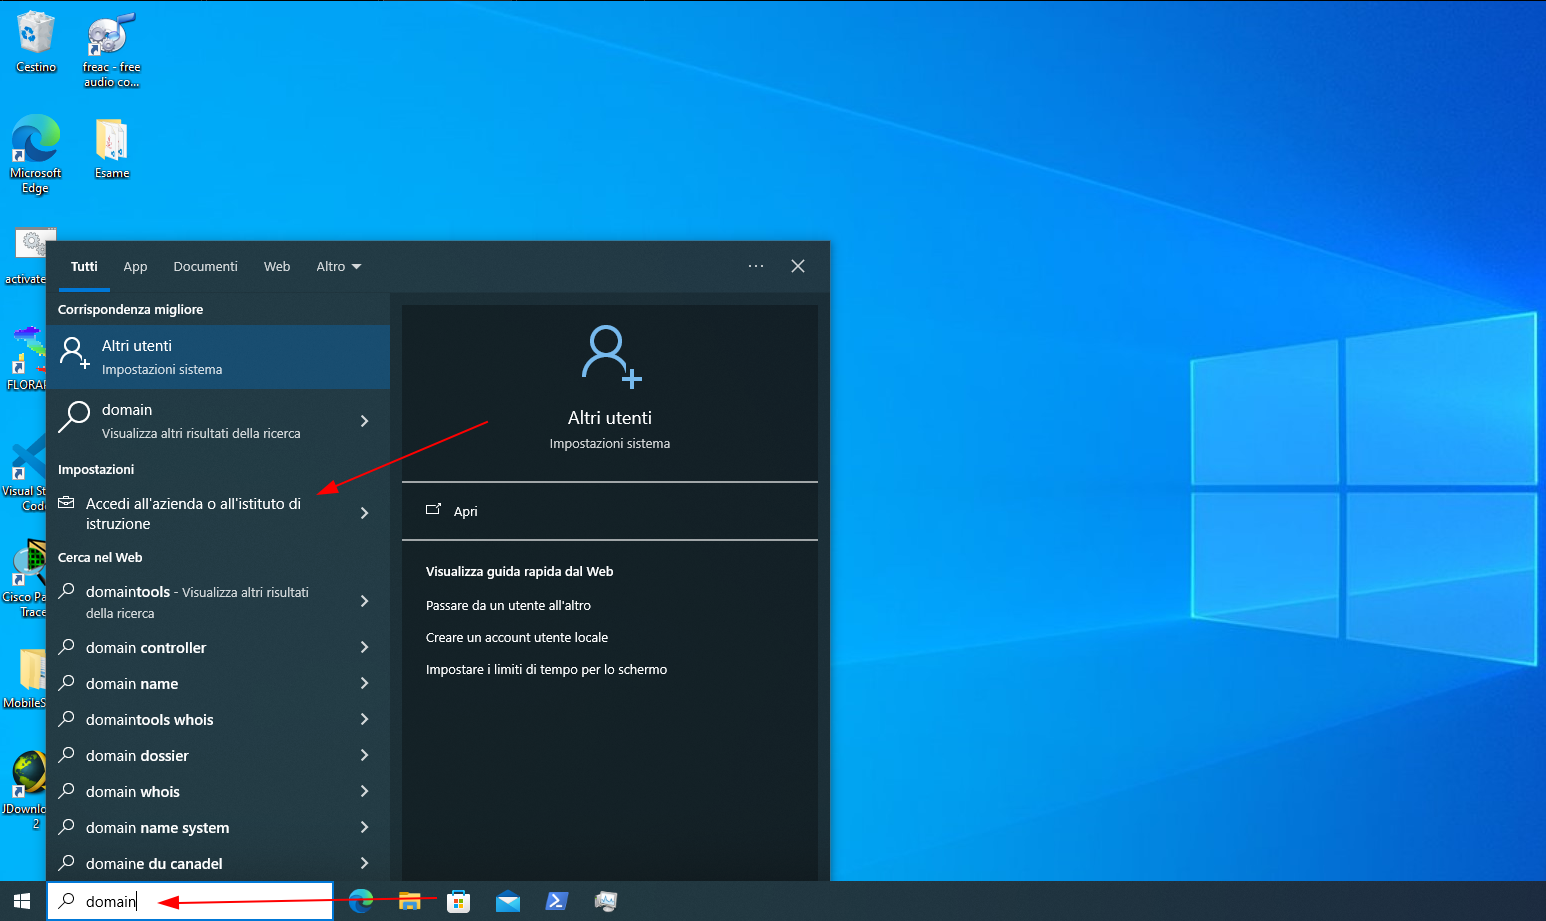 Cestino
freac - free
audio co...
Microsoft
Edge
Esame
activate
FLORA
Visual St
Code
Cisco Pa
Trace
MobileS
JDownlo
2
Tutti
App
Documenti
Web
Altro
Corrispondenza migliore
Altri utenti
Impostazioni sistema
domain
Visualizza altri risultati della ricerca
Impostazioni
Accedi all'azienda o all'istituto di
istruzione
Cerca nel Web
domaintools - Visualizza altri risultati
della ricerca
domain controller
domain name
domaintools whois
domain dossier
domain whois
domain name system
domaine du canadel
Altri utenti
Impostazioni sistema
Apri
Visualizza guida rapida dal Web
Passare da un utente all'altro
Creare un account utente locale
Impostare i limiti di tempo per lo schermo
domain